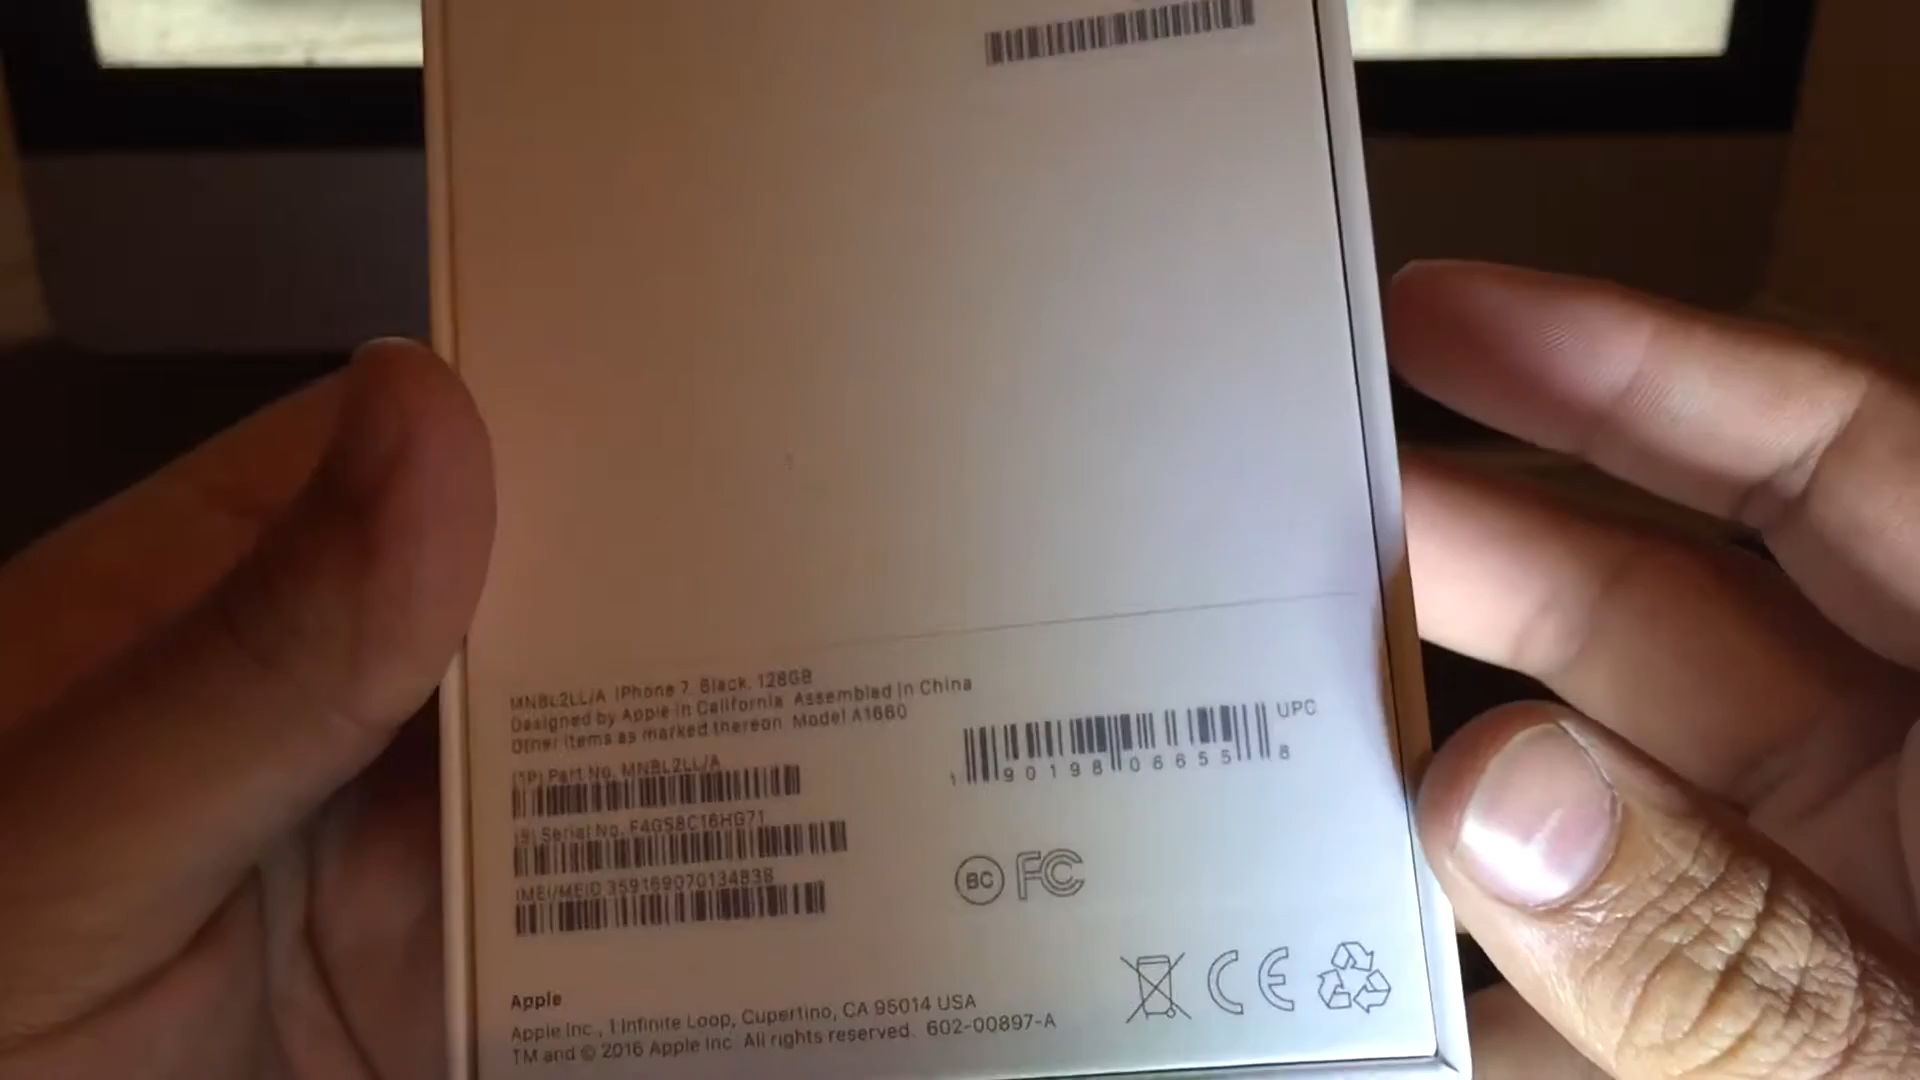 MNBL2LL/A iPhone 7, Black, 128GB
Designed by Apple in California Assembled in China
Other items as marked thereon Model A1660
UPC
(1P) Part No. MNBL2LL/A
1 90198 06655 8
(S) Serial No. F4GS8C16HG71
IMEI/MEID 359169070134838
BC FC
CE
Apple
Apple Inc., 1 Infinite Loop, Cupertino, CA 95014 USA
TM and © 2016 Apple Inc. All rights reserved. 602-00897-A